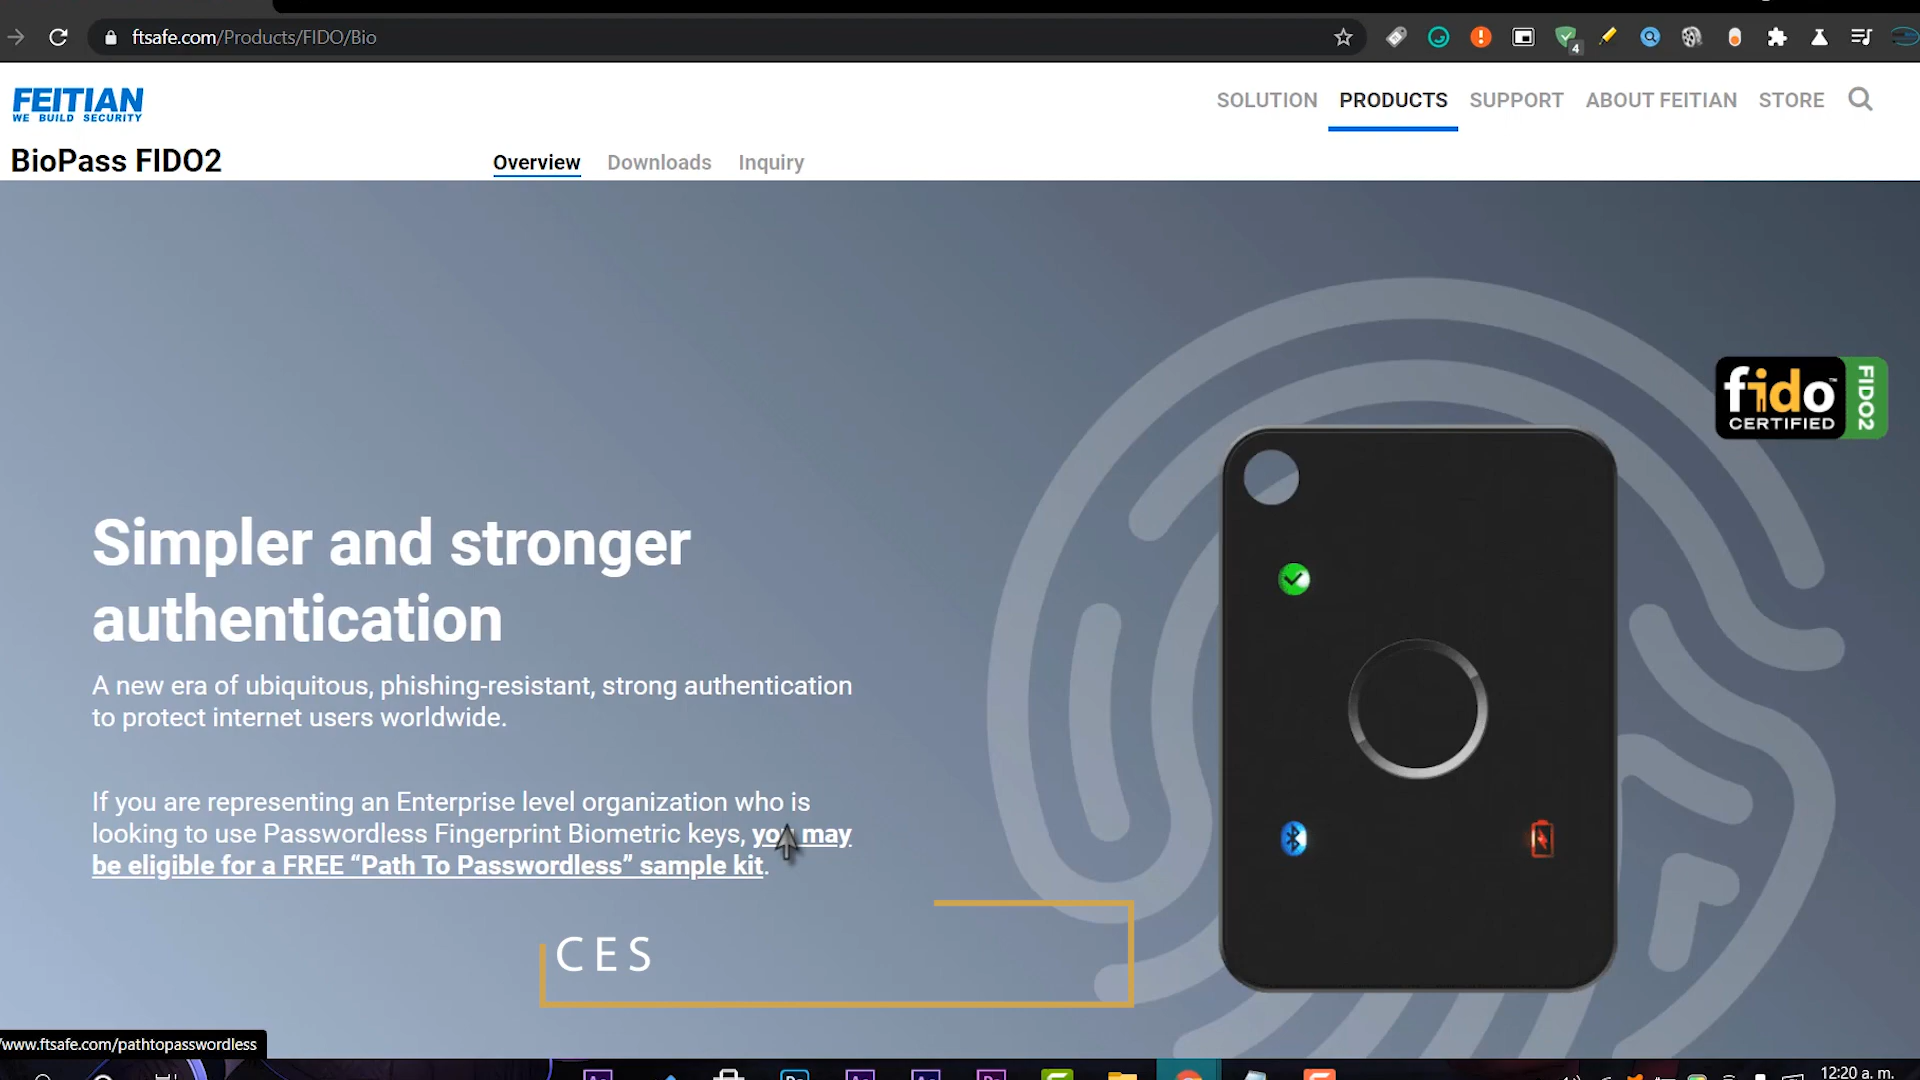 ftsafe.com/Products/FIDO/Bio
4
FEITIAN
WE BUILD SECURITY
SOLUTION PRODUCTS SUPPORT ABOUT FEITIAN STORE
BioPass FIDO2
Overview Downloads Inquiry
fido
CERTIFIED
FIDO2
Simpler and stronger
authentication
A new era of ubiquitous, phishing-resistant, strong authentication
to protect internet users worldwide.
If you are representing an Enterprise level organization who is
looking to use Passwordless Fingerprint Biometric keys, you may
be eligible for a FREE “Path To Passwordless” sample kit.
CES
/www.ftsafe.com/pathtopasswordless
12:20 a. m.